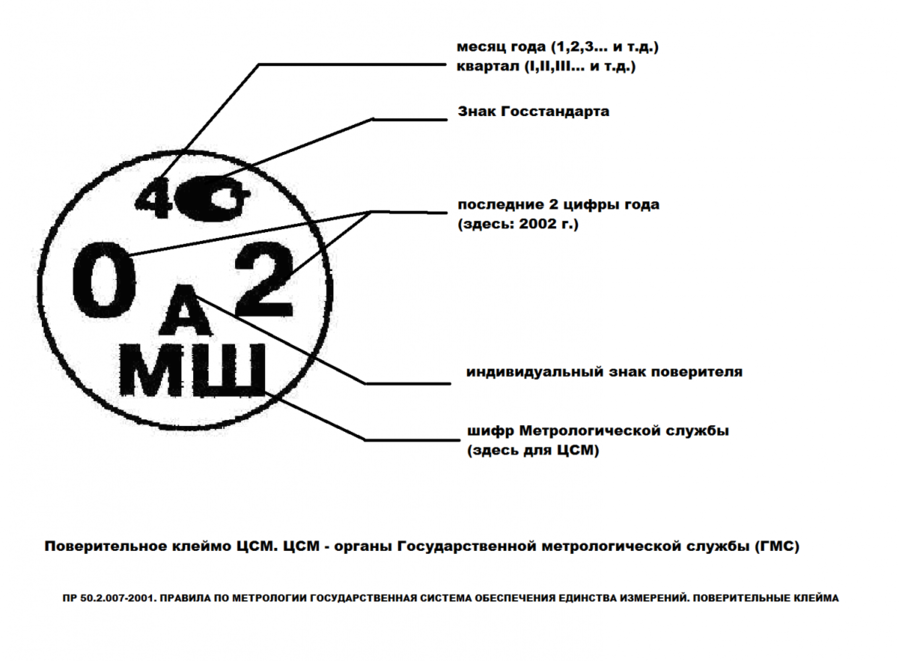 месяц года (1,2,3... и т.д.)
квартал (I,II,III... и т.д.)
Знак Госстандарта
4
последние 2 цифры года
(здесь: 2002 г.)
0 2
А
МШ
индивидуальный знак поверителя
шифр Метрологической службы
(здесь для ЦСМ)
Поверительное клеймо ЦСМ. ЦСМ - органы Государственной метрологической службы (ГМС)
ПР 50.2.007-2001. ПРАВИЛА ПО МЕТРОЛОГИИ ГОСУДАРСТВЕННАЯ СИСТЕМА ОБЕСПЕЧЕНИЯ ЕДИНСТВА ИЗМЕРЕНИЙ. ПОВЕРИТЕЛЬНЫЕ КЛЕЙМА